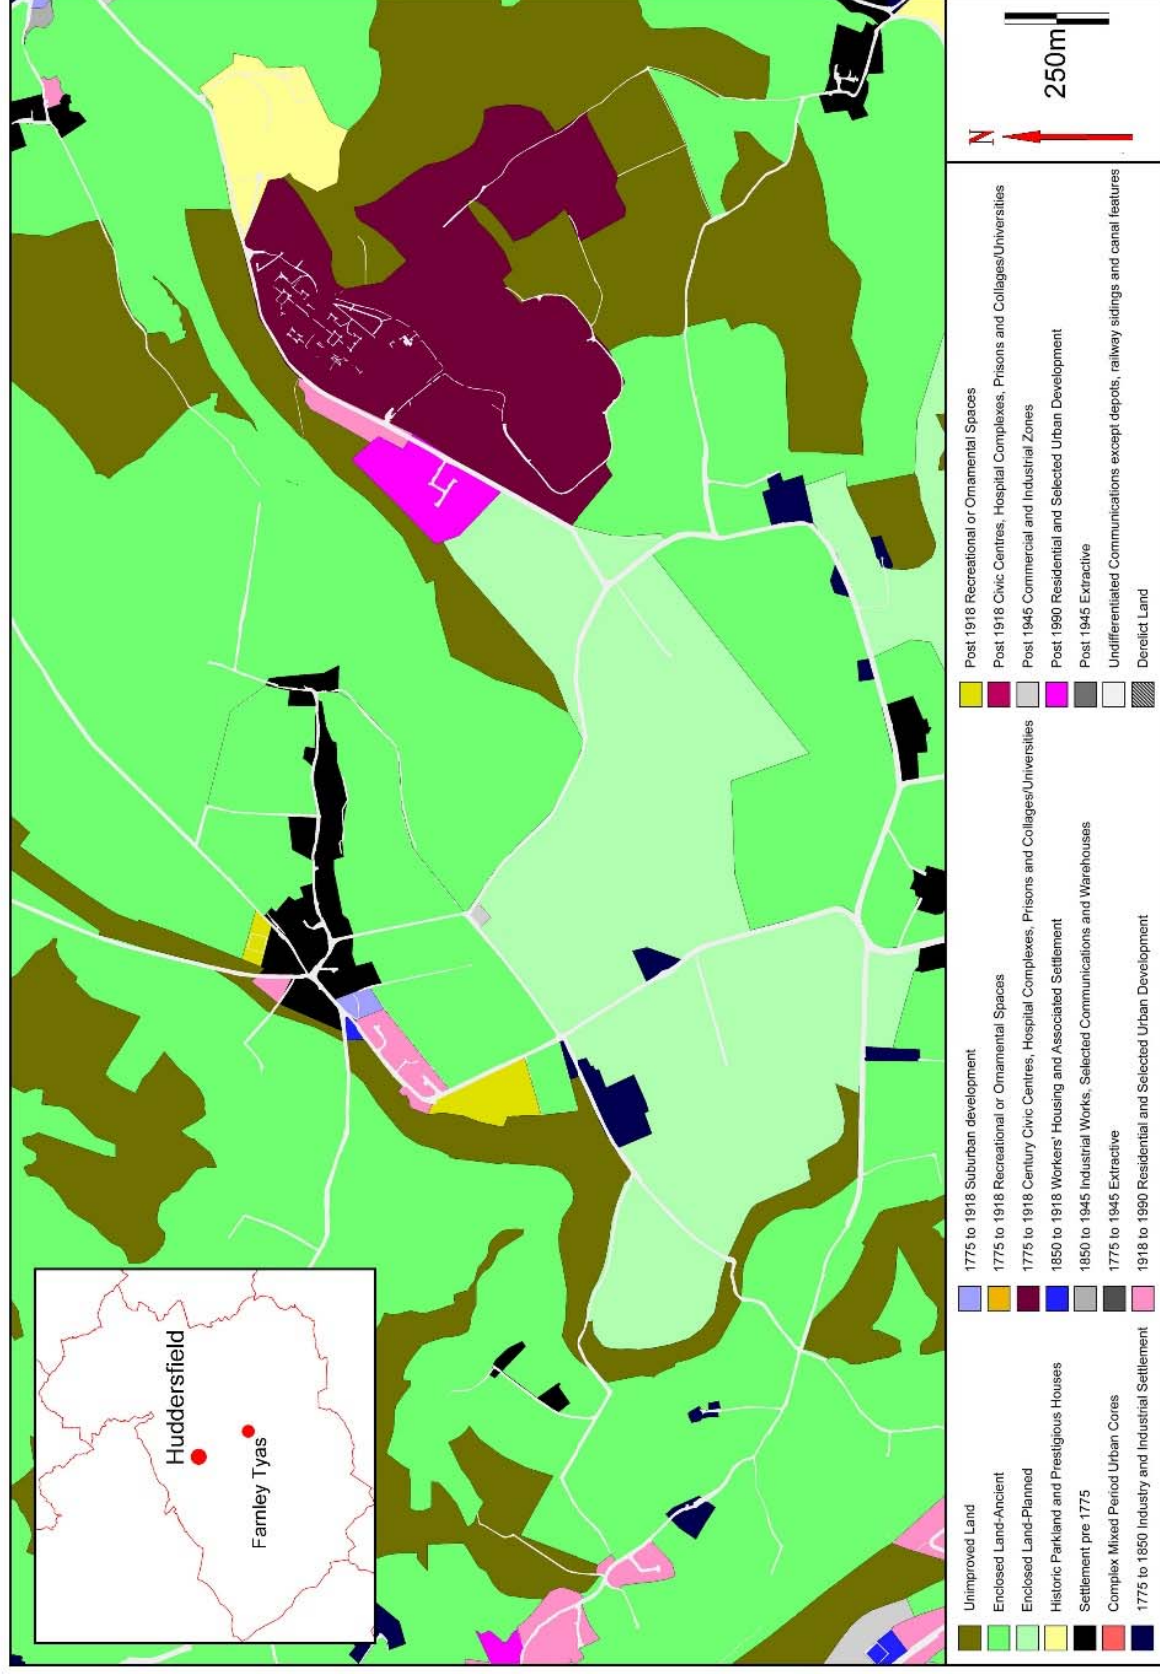 Huddersfield
Farnley Tyas
Unimproved Land
Enclosed Land-Ancient
Enclosed Land-Planned
Historic Parkland and Prestigious Houses
Settlement pre 1775
Complex Mixed Period Urban Cores
1775 to 1850 Industry and Industrial Settlement
1775 to 1918 Suburban development
1775 to 1918 Recreational or Ornamental Spaces
1775 to 1918 Century Civic Centres, Hospital Complexes, Prisons and Collages/Universities
1850 to 1918 Workers' Housing and Associated Settlement
1850 to 1945 Industrial Works, Selected Communications and Warehouses
1775 to 1945 Extractive
1918 to 1990 Residential and Selected Urban Development
Post 1918 Recreational or Ornamental Spaces
Post 1918 Civic Centres, Hospital Complexes, Prisons and Collages/Universities
Post 1945 Commercial and Industrial Zones
Post 1990 Residential and Selected Urban Development
Post 1945 Extractive
Undifferentiated Communications except depots, railway sidings and canal features
Derelict Land
N
250m